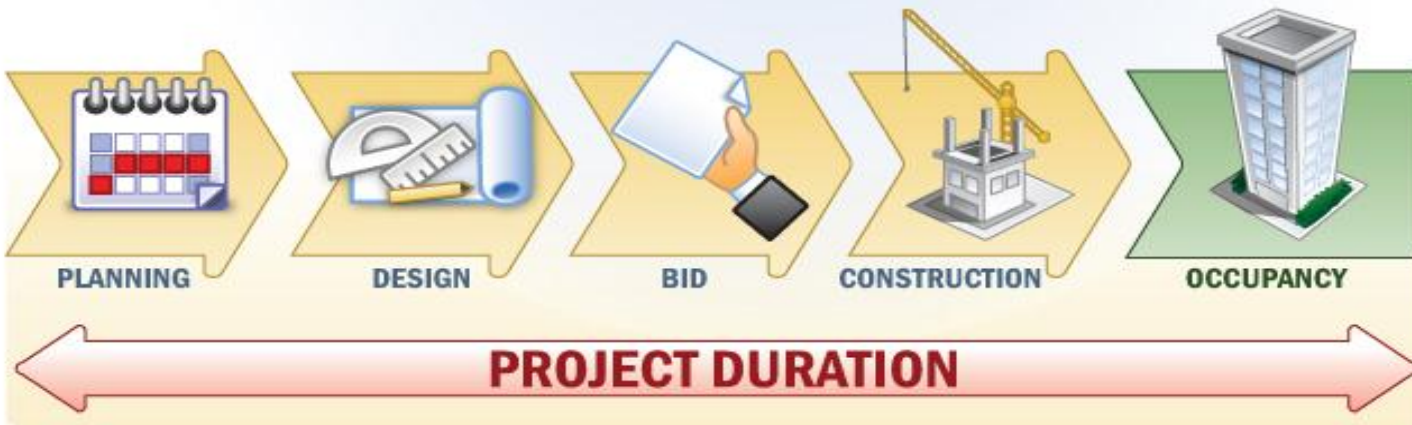 PLANNING
DESIGN
BID
CONSTRUCTION
OCCUPANCY
PROJECT DURATION